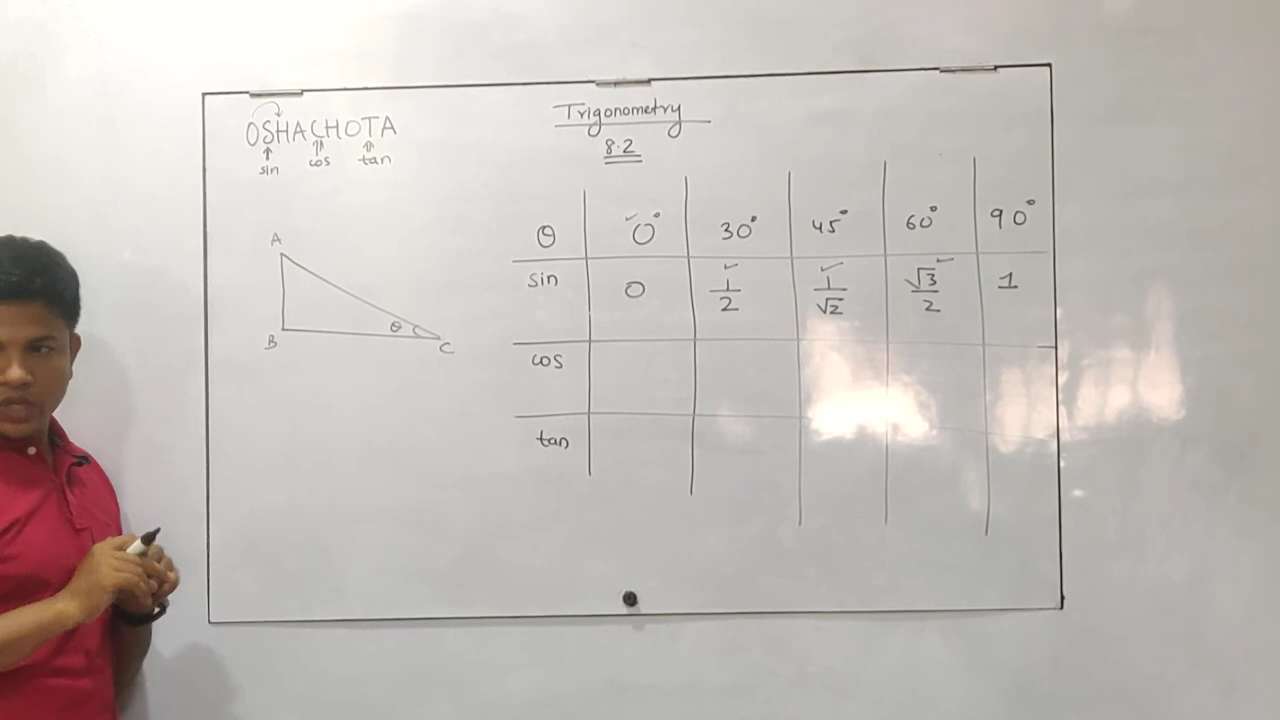 OSHACHOTA
↑ sin ⇑ cos ⇑ tan
Trigonometry
8.2
A
B
θ
C
θ 0° 30° 45° 60° 90°
sin 0 1/2 1/√2 √3/2 1
cos
tan